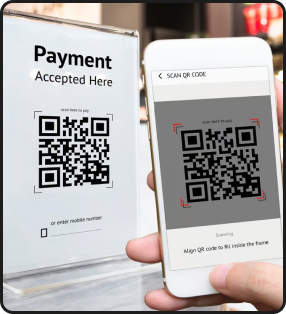 Payment
Accepted Here
scan here to pay
or enter mobile number
SCAN QR CODE
scan here to pay
Scanning
Align QR code to fill inside the frame